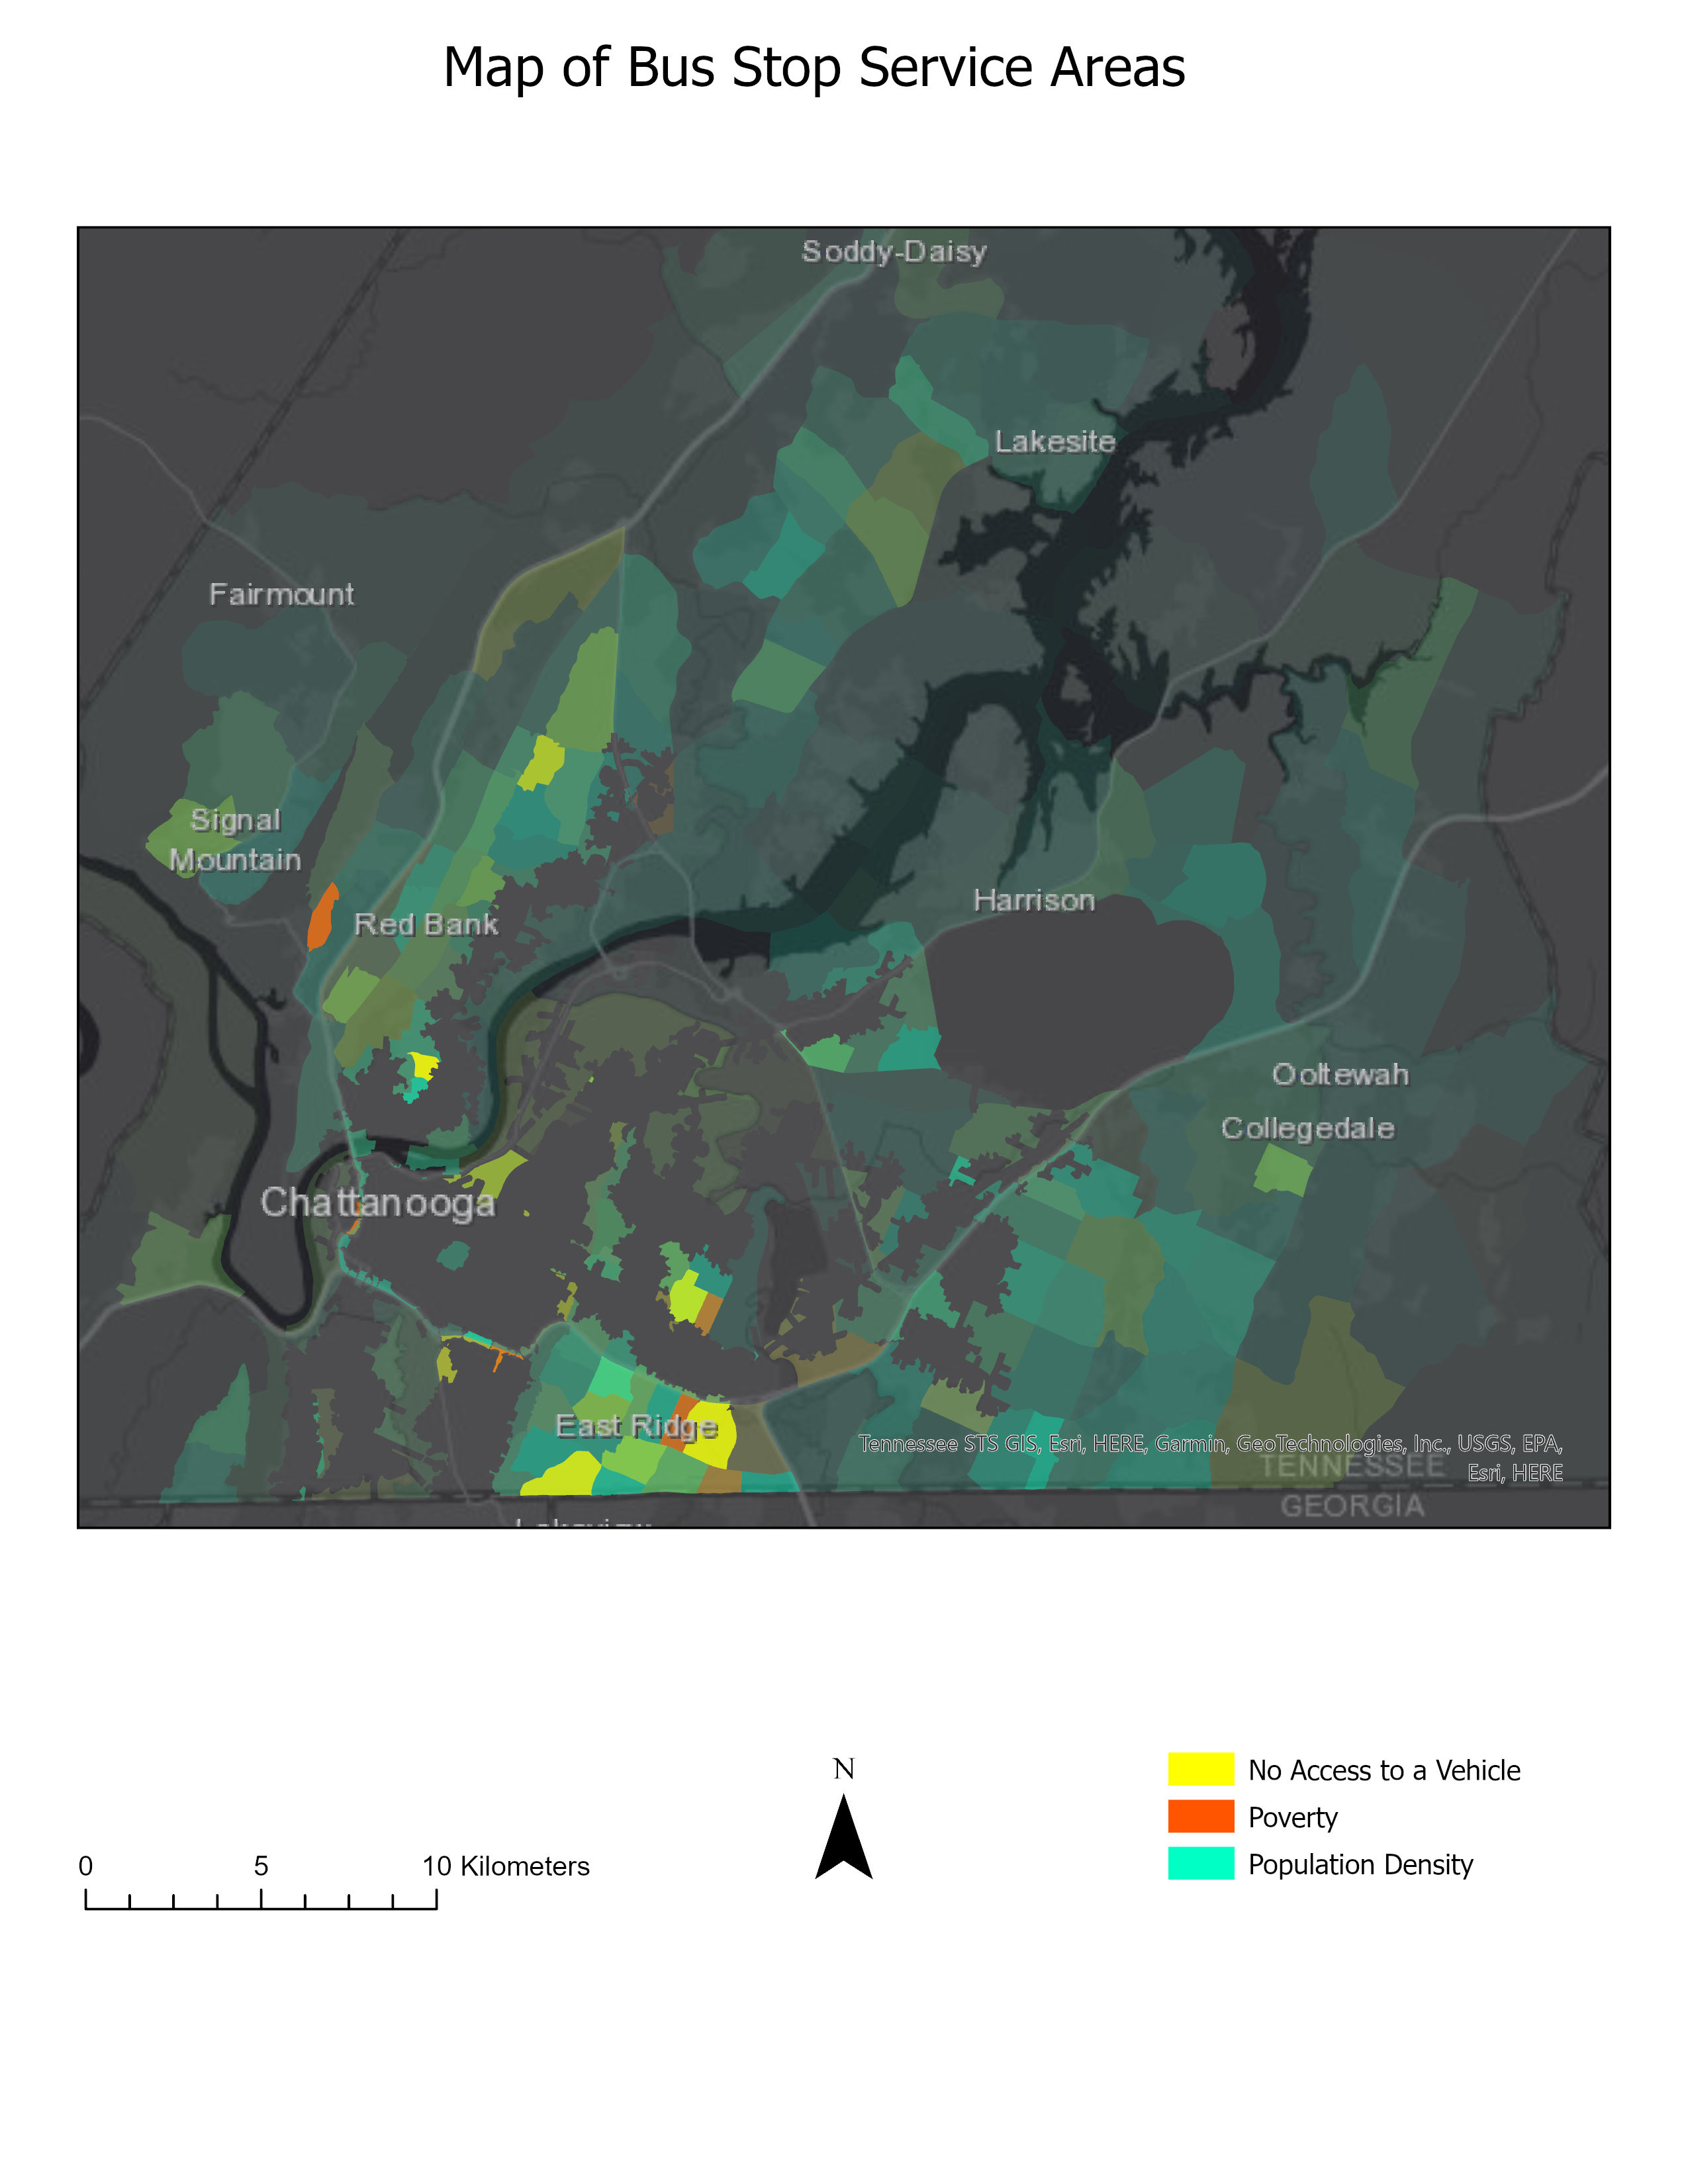 Map of Bus Stop Service Areas
Soddy-Daisy
Lakesite
Fairmount
Signal
Mountain
Red Bank
Harrison
Ooltewah
Collegedale
Chattanooga
East Ridge
Tennessee STS GIS, Esri, HERE, Garmin, GeoTechnologies, Inc., USGS, EPA,
Esri, HERE
TENNESSEE
GEORGIA
N
No Access to a Vehicle
Poverty
Population Density
0 5 10 Kilometers